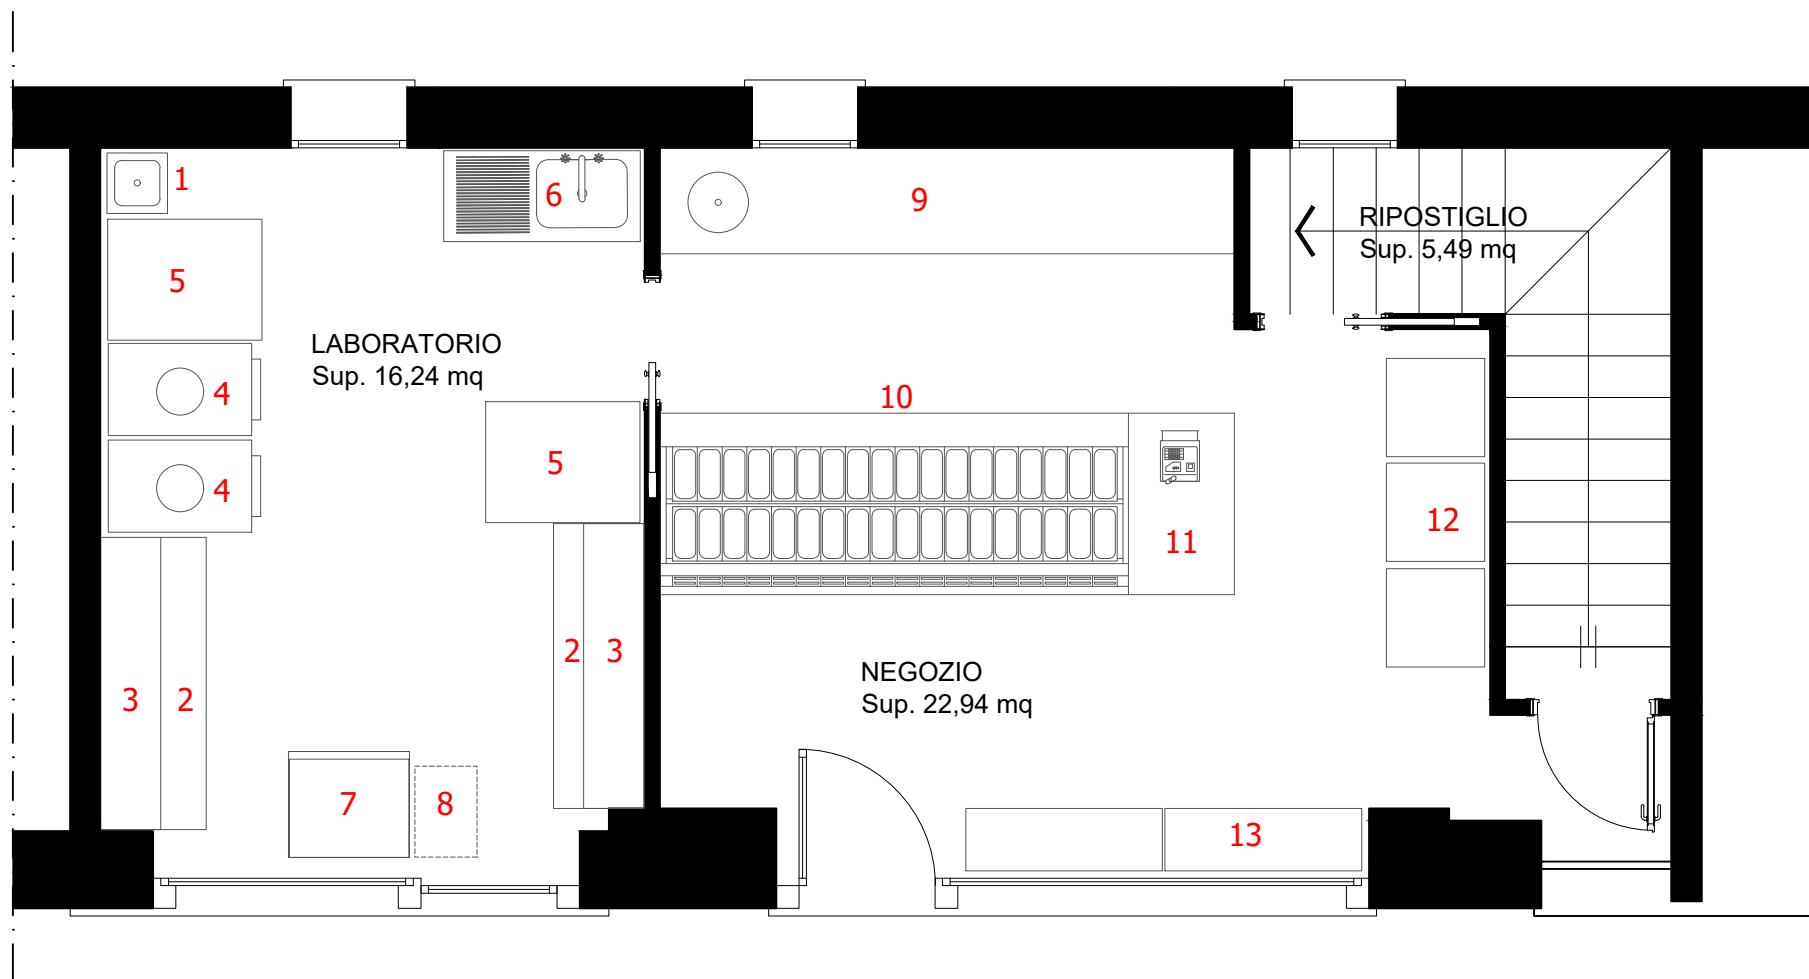 1
6
9
RIPOSTIGLIO
Sup. 5,49 mq
5
LABORATORIO
Sup. 16,24 mq
4
10
5
4
11
12
2
3
3
2
NEGOZIO
Sup. 22,94 mq
7
8
13